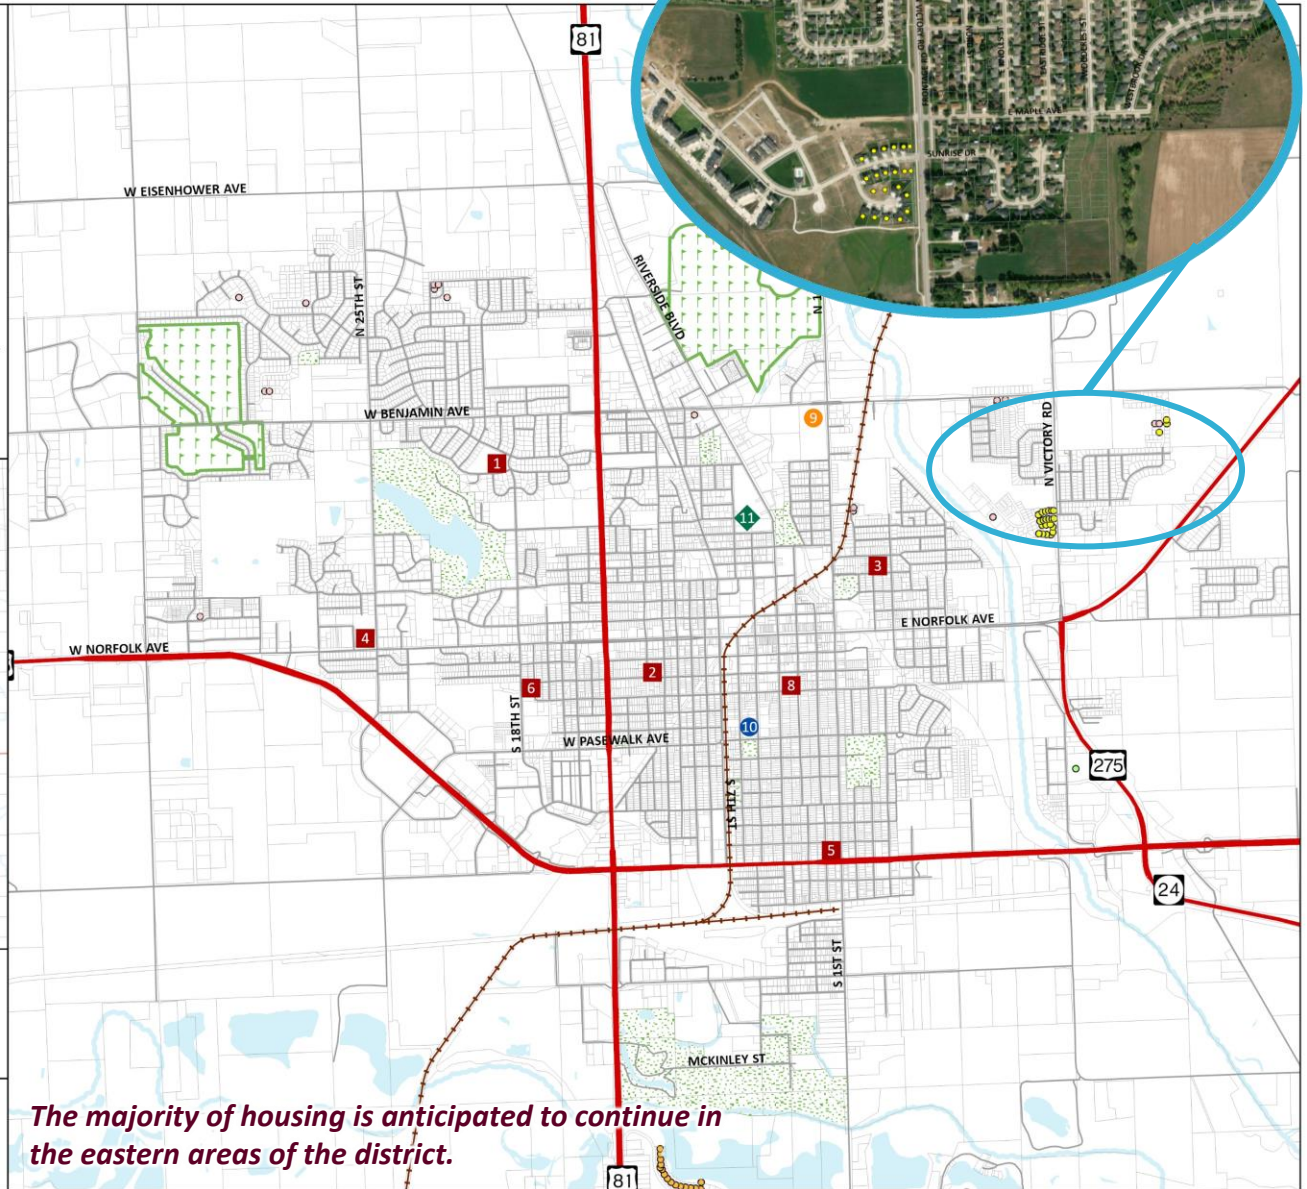 81
VICTORY RD
E MAPLE AVE
SUNRISE DR
W EISENHOWER AVE
N 25TH ST
RIVERSIDE BLVD
N 1
W BENJAMIN AVE
9
N VICTORY RD
1
11
3
E NORFOLK AVE
W NORFOLK AVE
4
2
6
8
S 18TH ST
10
W PASEWALK AVE
275
S 7TH ST
5
24
S 1ST ST
MCKINLEY ST
The majority of housing is anticipated to continue in
the eastern areas of the district.
81